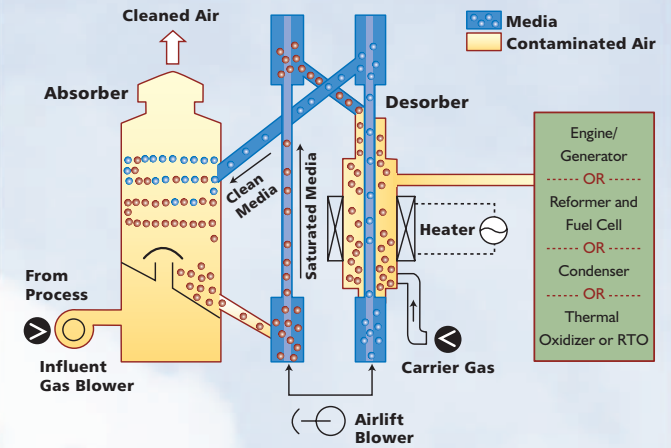 Cleaned Air
Media
Contaminated Air
Absorber
Desorber
Clean
Media
Saturated Media
Heater
Engine/
Generator
OR
Reformer and
Fuel Cell
OR
Condenser
OR
Thermal
Oxidizer or RTO
From
Process
Influent
Gas Blower
Carrier Gas
Airlift
Blower